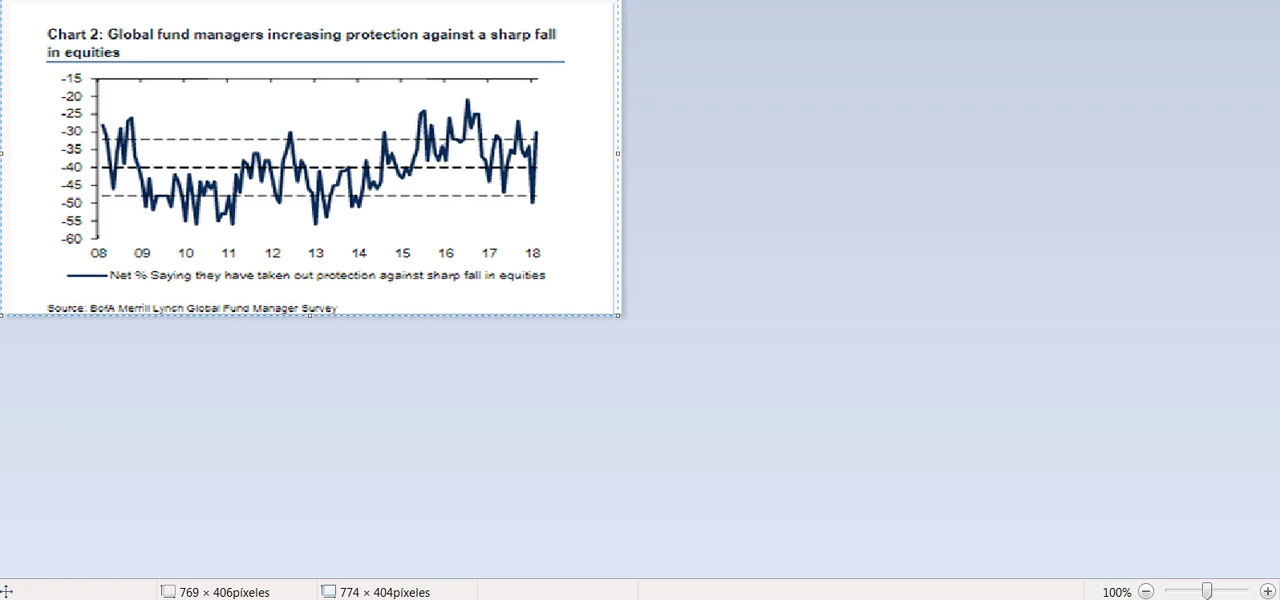 Chart 2: Global fund managers increasing protection against a sharp fall
in equities
-15
-20
-25
-30
-35
-40
-45
-50
-55
-60
08 09 10 11 12 13 14 15 16 17 18
Net % Saying they have taken out protection against sharp fall in equities
Source: BofA Merrill Lynch Global Fund Manager Survey
769 × 406píxeles 774 × 404píxeles 100%